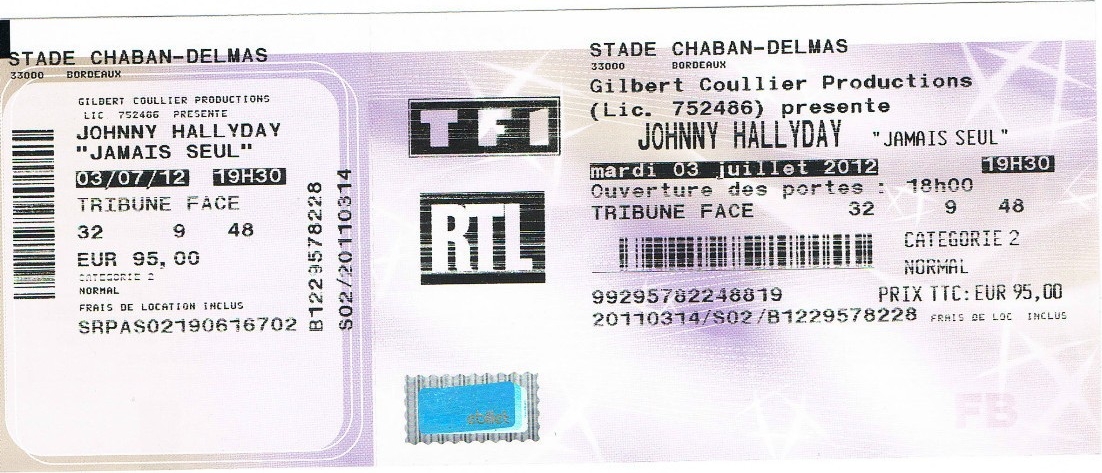 STADE CHABAN-DELMAS
33000 BORDEAUX
GILBERT COULLIER PRODUCTIONS
LIC 752486 PRESENTE
JOHNNY HALLYDAY
"JAMAIS SEUL"
03/07/12 19H30
TRIBUNE FACE
32 9 48
EUR 95,00
CATEGORIE 2
NORMAL
FRAIS DE LOCATION INCLUS
SRPAS02190616702
B1229578228
S02/20110314
TF1
RTL
STADE CHABAN-DELMAS
33000 BORDEAUX
Gilbert Coullier Productions
(Lic. 752486) presente
JOHNNY HALLYDAY "JAMAIS SEUL"
mardi 03 juillet 2012 19H30
Ouverture des portes : 18h00
TRIBUNE FACE 32 9 48
CATEGORIE 2
NORMAL
99295782248819 PRIX TTC: EUR 95,00
20110314/S02/B1229578228 FRAIS DE LOC INCLUS
FB